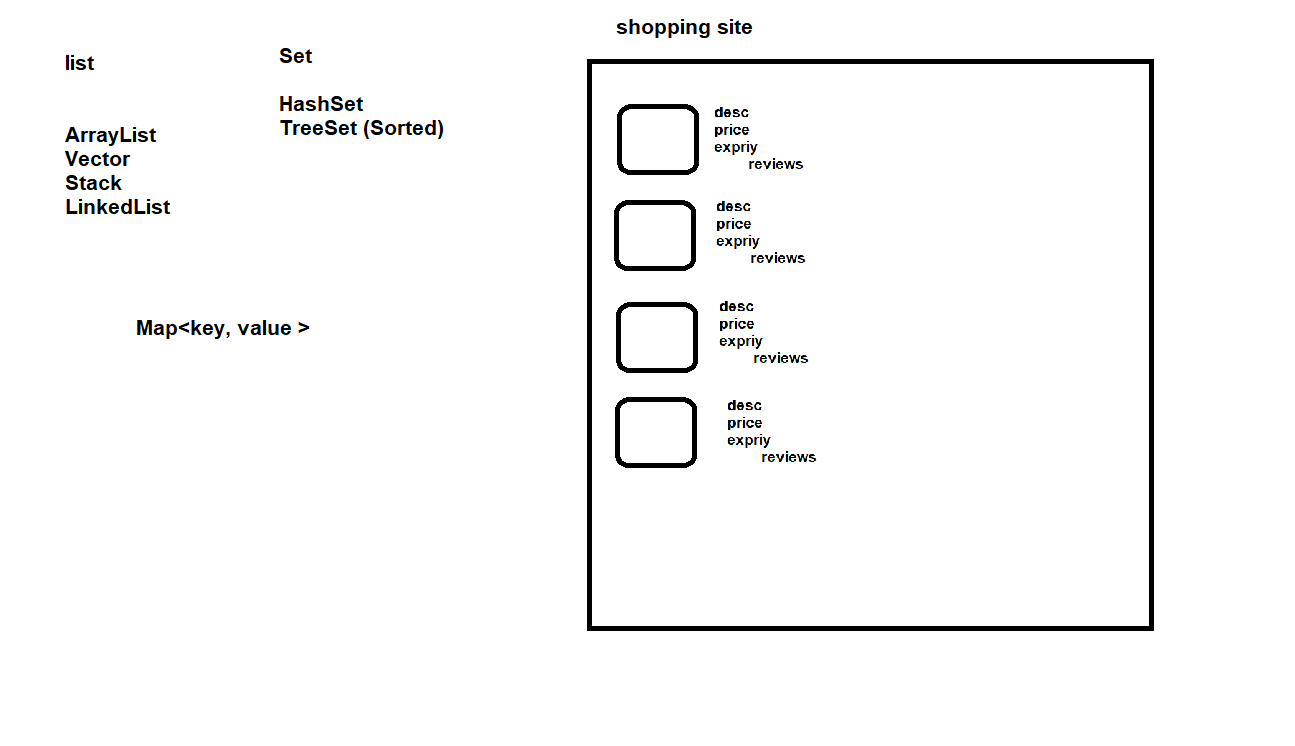 list
ArrayList
Vector
Stack
LinkedList
Set
HashSet
TreeSet (Sorted)
Map<key, value >
shopping site
desc
price
expriy
reviews
desc
price
expriy
reviews
desc
price
expriy
reviews
desc
price
expriy
reviews